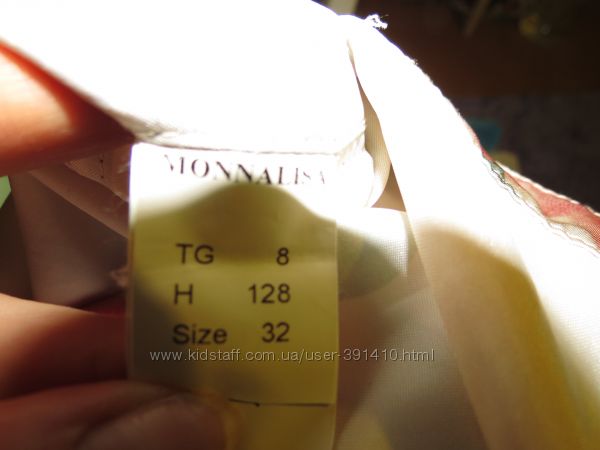 MONNALISA
TG 8
H 128
Size 32
www.kidstaff.com.ua/user-391410.html